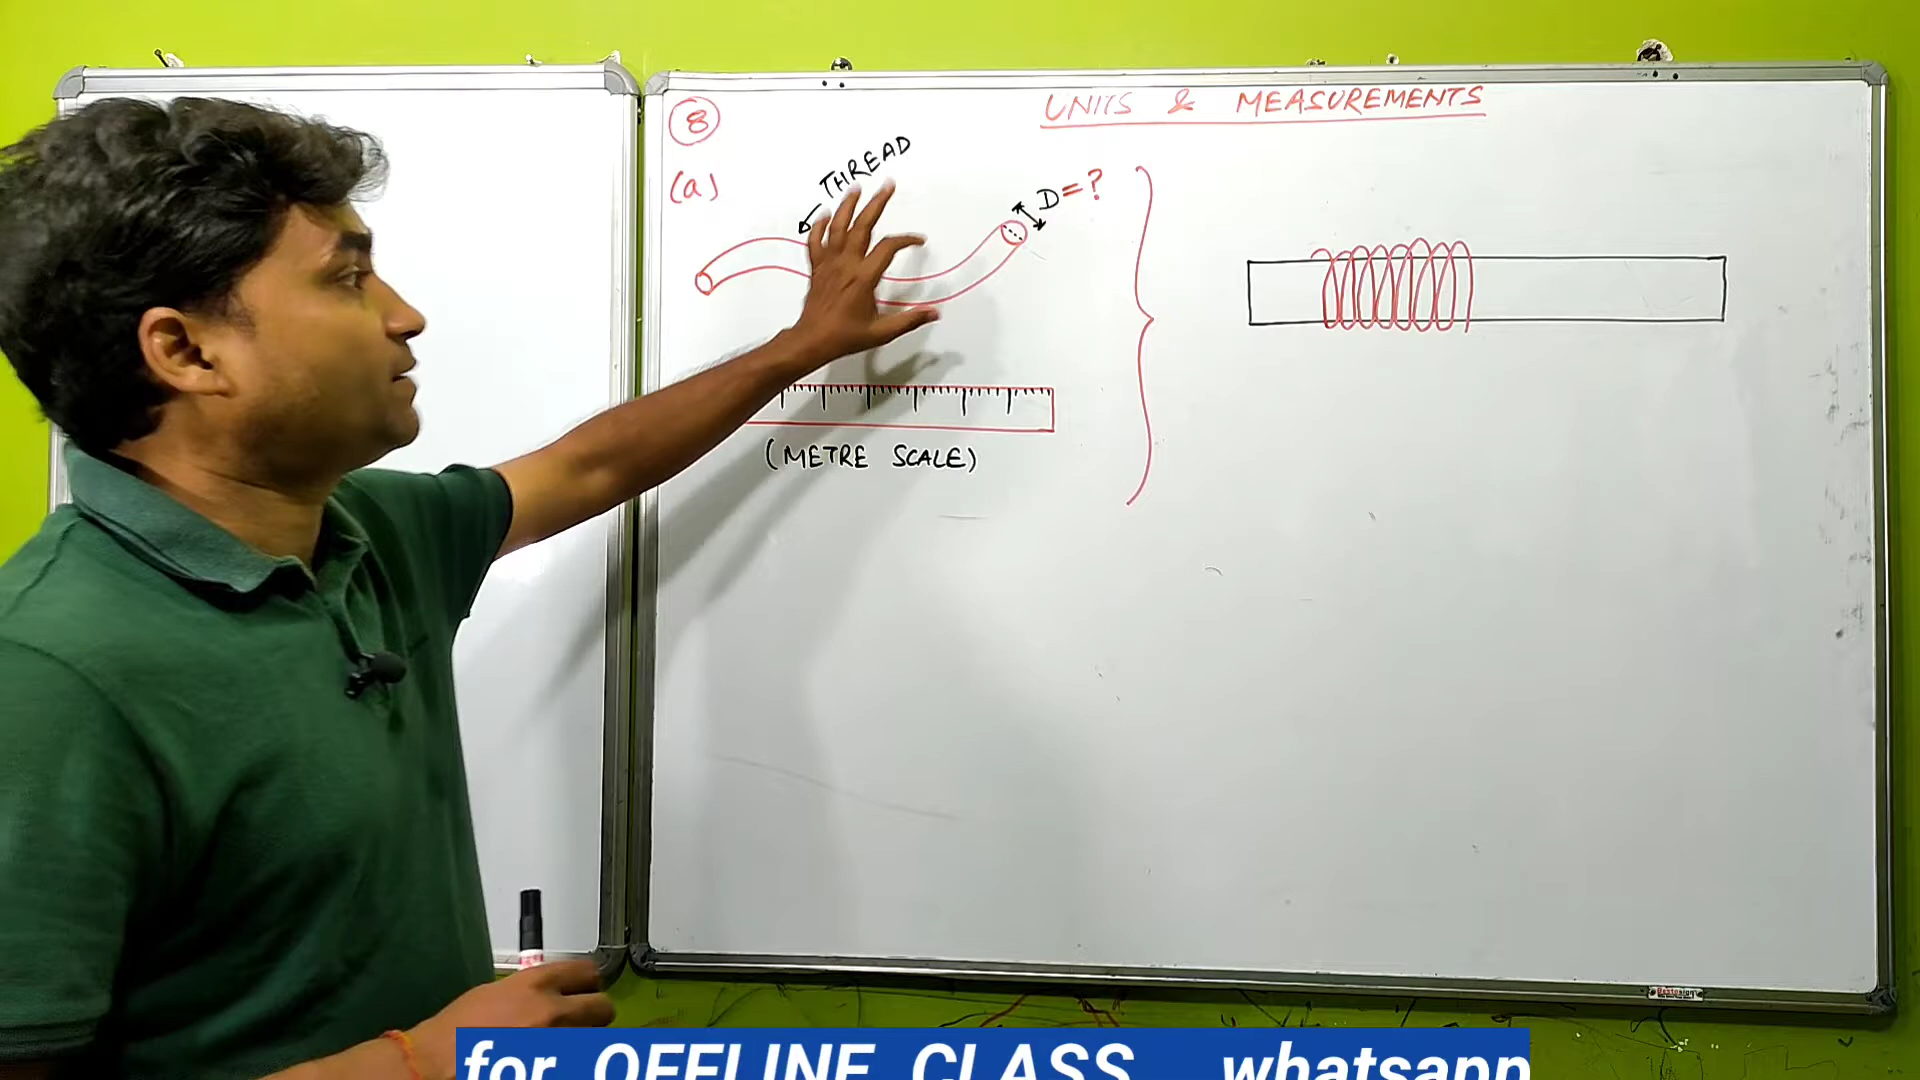 UNITS & MEASUREMENTS
8
(a)
THREAD
D=?
(METRE SCALE)
for OFFLINE CLASS whatsapp